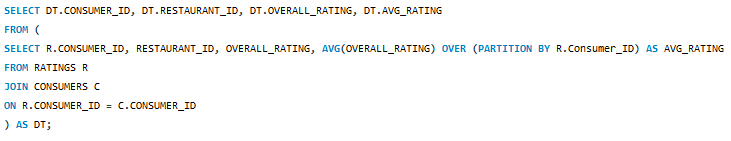 SELECT DT.CONSUMER_ID, DT.RESTAURANT_ID, DT.OVERALL_RATING, DT.AVG_RATING
FROM (
SELECT R.CONSUMER_ID, RESTAURANT_ID, OVERALL_RATING, AVG(OVERALL_RATING) OVER (PARTITION BY R.Consumer_ID) AS AVG_RATING
FROM RATINGS R
JOIN CONSUMERS C
ON R.CONSUMER_ID = C.CONSUMER_ID
) AS DT;